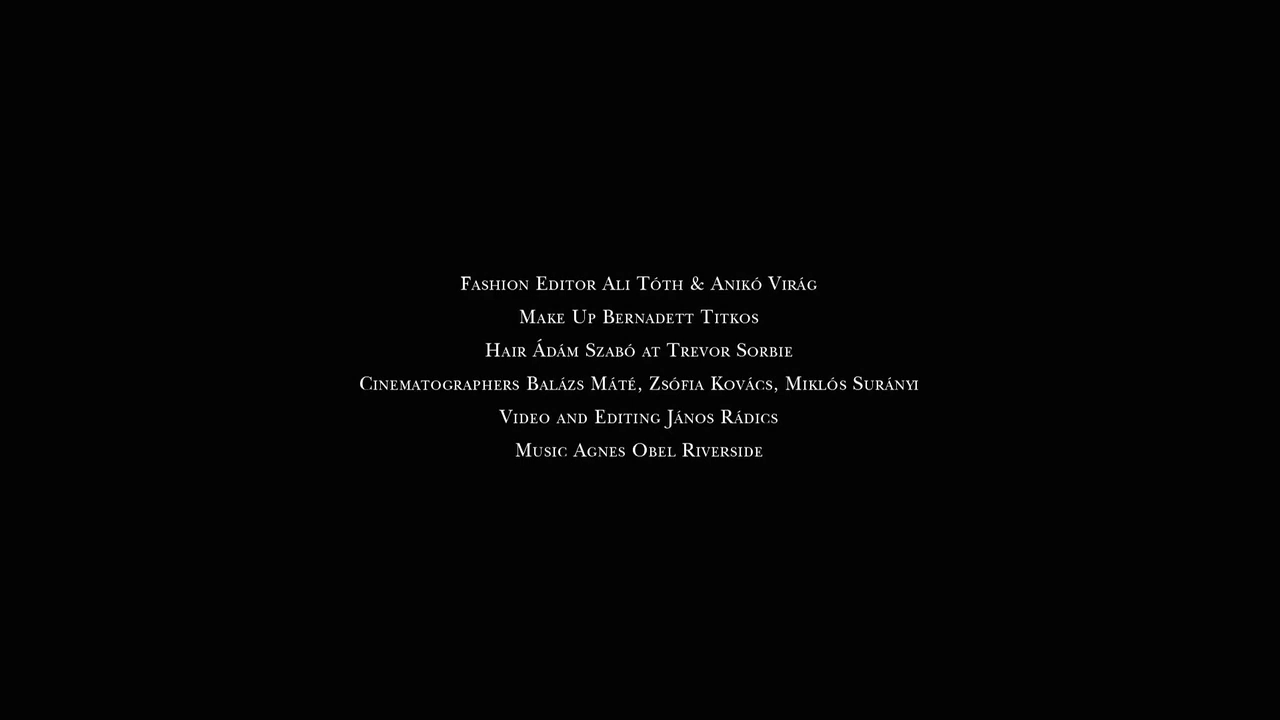 Fashion Editor Ali Tóth & Anikó Virág
Make Up Bernadett Titkos
Hair Ádám Szabó at Trevor Sorbie
Cinematographers Balázs Máté, Zsófia Kovács, Miklós Surányi
Video and Editing János Rádics
Music Agnes Obel Riverside